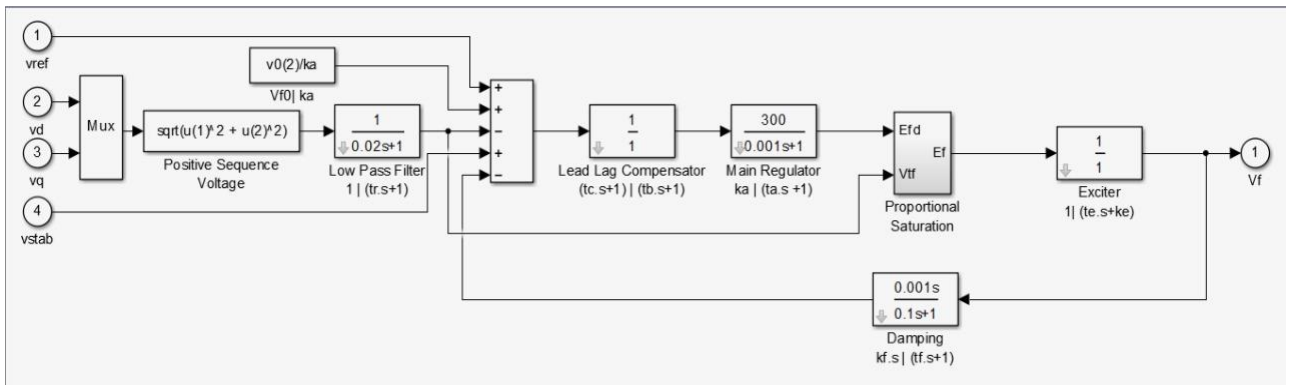 1
vref
2
vd
3
vq
4
vstab
Mux
sqrt(u(1)^2 + u(2)^2)
Positive Sequence
Voltage
v0(2)/ka
Vf0| ka
1
0.02s+1
Low Pass Filter
1 | (tr.s+1)
+
+
−
+
−
1
1
Lead Lag Compensator
(tc.s+1) | (tb.s+1)
300
0.001s+1
Main Regulator
ka | (ta.s +1)
Efd
Ef
Vtf
Proportional
Saturation
1
1
Exciter
1| (te.s+ke)
1
Vf
0.001s
0.1s+1
Damping
kf.s | (tf.s+1)